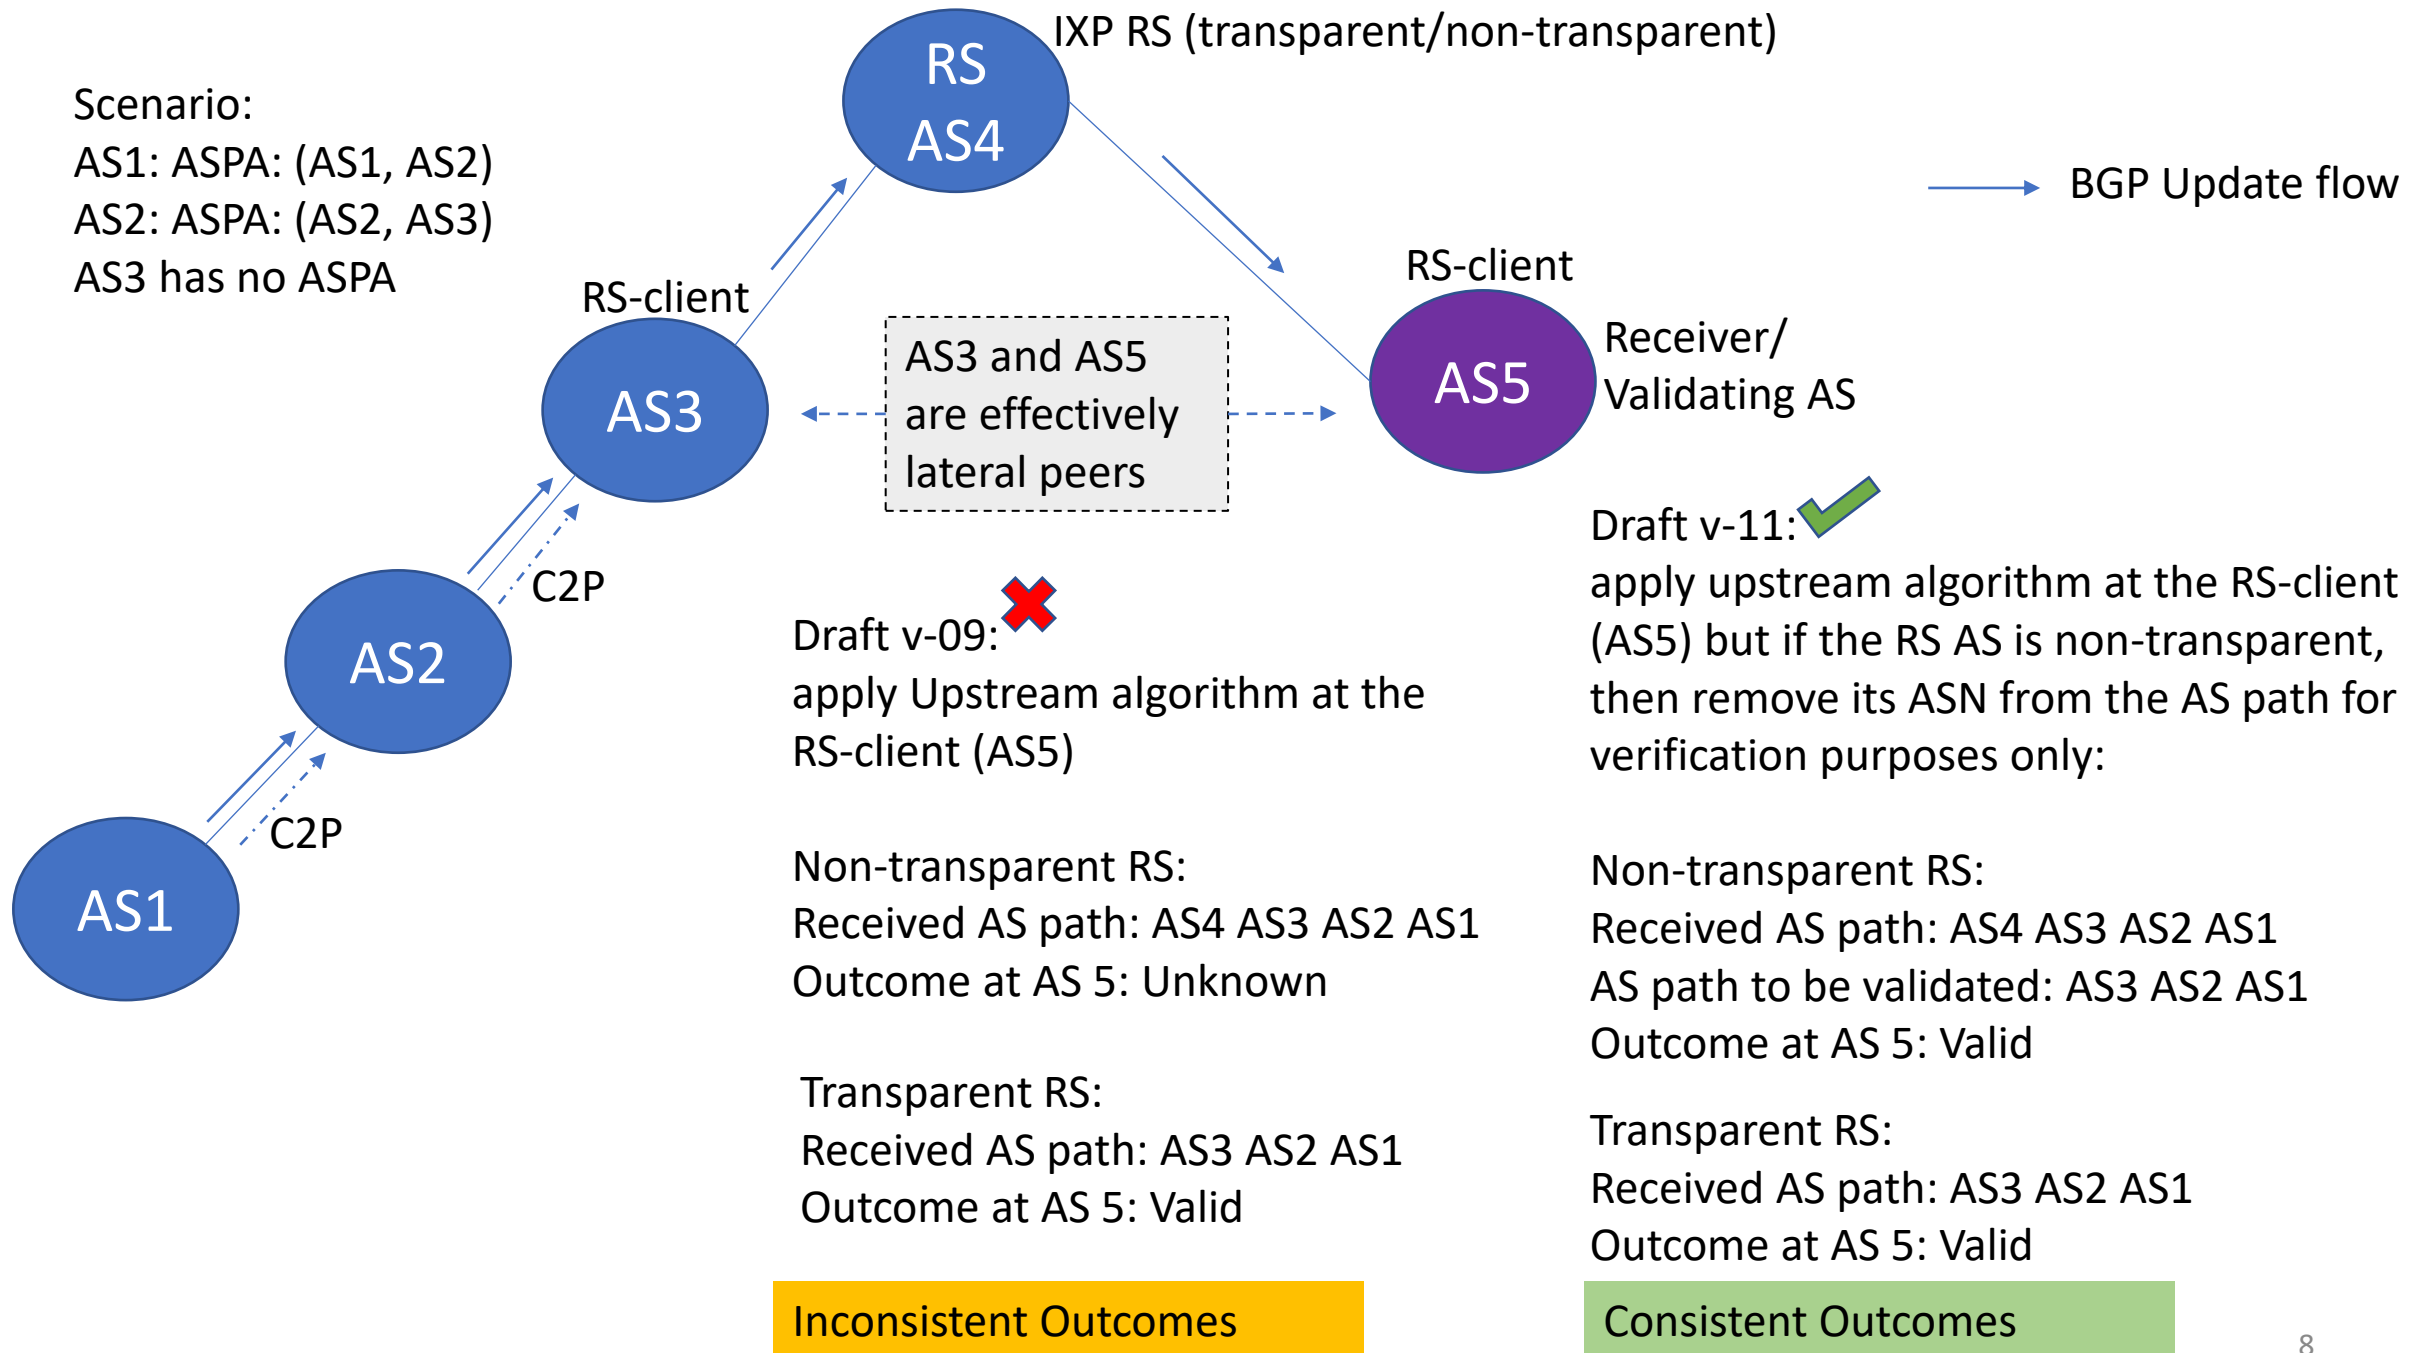 IXP RS (transparent/non-transparent)
RS
AS4
Scenario:
AS1: ASPA: (AS1, AS2)
AS2: ASPA: (AS2, AS3)
AS3 has no ASPA
BGP Update flow
RS-client
RS-client
AS3
AS3 and AS5
are effectively
lateral peers
AS5
Receiver/
Validating AS
C2P
AS2
C2P
AS1
Draft v-09:
apply Upstream algorithm at the
RS-client (AS5)
Non-transparent RS:
Received AS path: AS4 AS3 AS2 AS1
Outcome at AS 5: Unknown
Transparent RS:
Received AS path: AS3 AS2 AS1
Outcome at AS 5: Valid
Inconsistent Outcomes
Draft v-11:
apply upstream algorithm at the RS-client
(AS5) but if the RS AS is non-transparent,
then remove its ASN from the AS path for
verification purposes only:
Non-transparent RS:
Received AS path: AS4 AS3 AS2 AS1
AS path to be validated: AS3 AS2 AS1
Outcome at AS 5: Valid
Transparent RS:
Received AS path: AS3 AS2 AS1
Outcome at AS 5: Valid
Consistent Outcomes
8